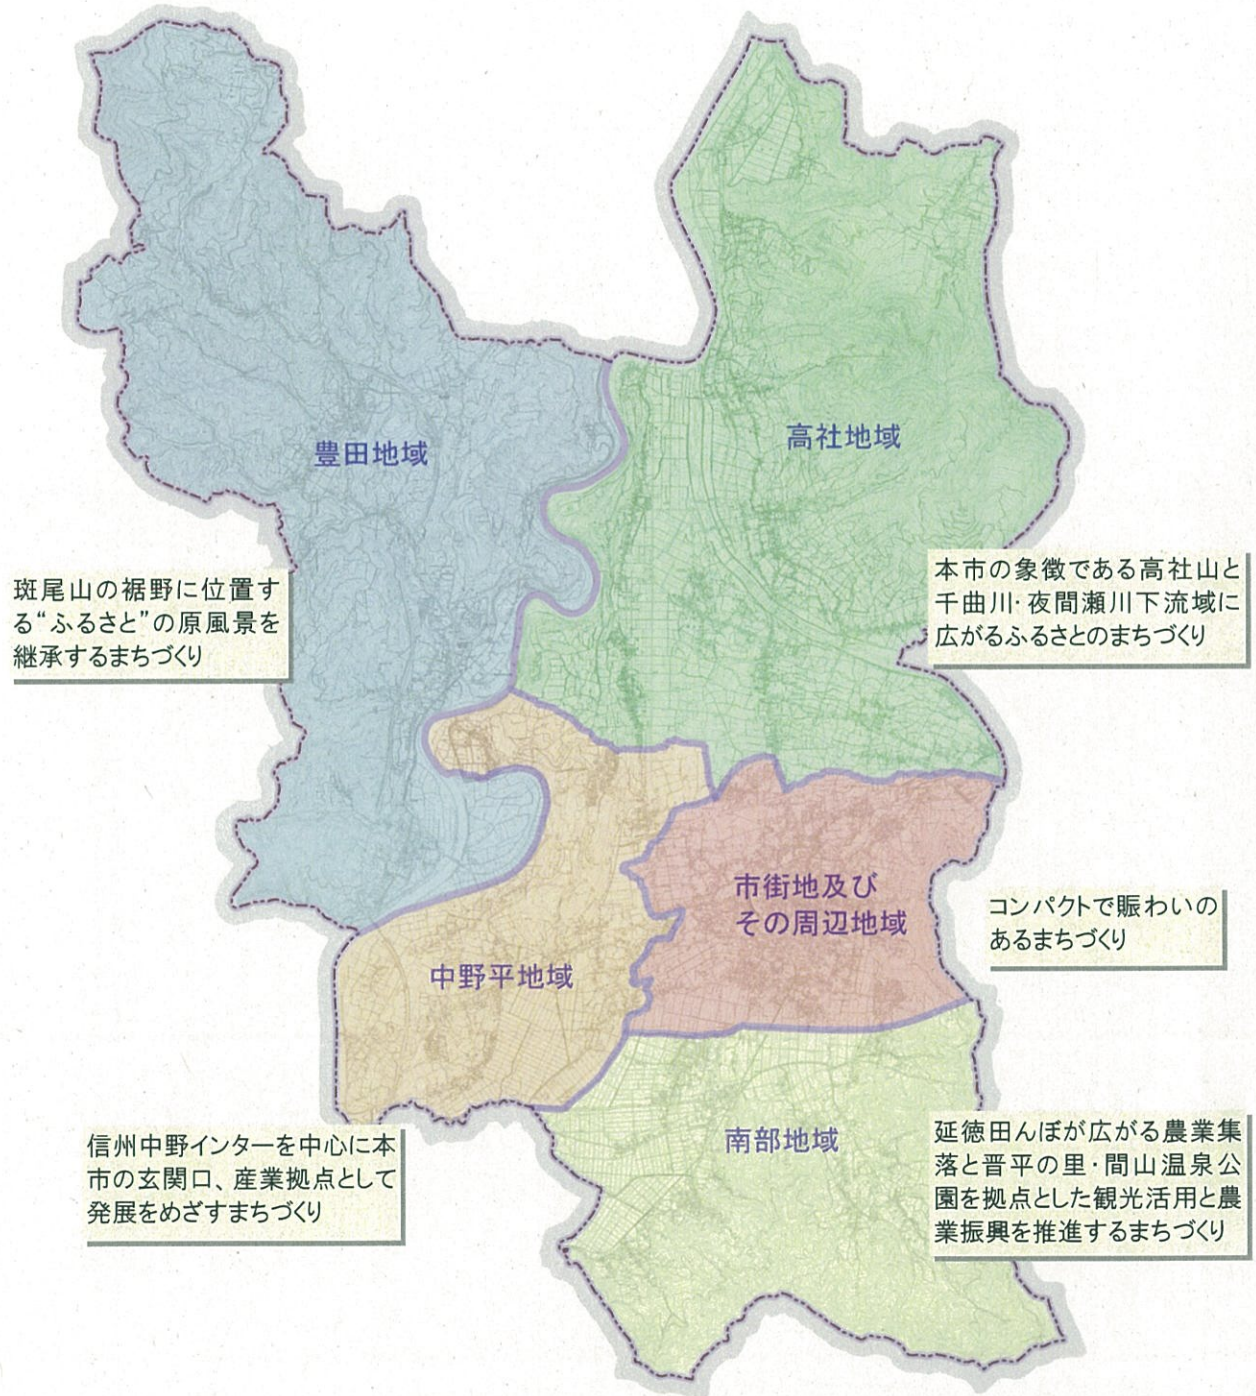 豊田地域
高社地域
斑尾山の裾野に位置す
る“ふるさと”の原風景を
継承するまちづくり
本市の象徴である高社山と
千曲川・夜間瀬川下流域に
広がるふるさとのまちづくり
市街地及び
その周辺地域
コンパクトで賑わいの
あるまちづくり
中野平地域
信州中野インターを中心に本
市の玄関口、産業拠点として
発展をめざすまちづくり
南部地域
延徳田んぼが広がる農業集
落と晋平の里・間山温泉公
園を拠点とした観光活用と農
業振興を推進するまちづくり